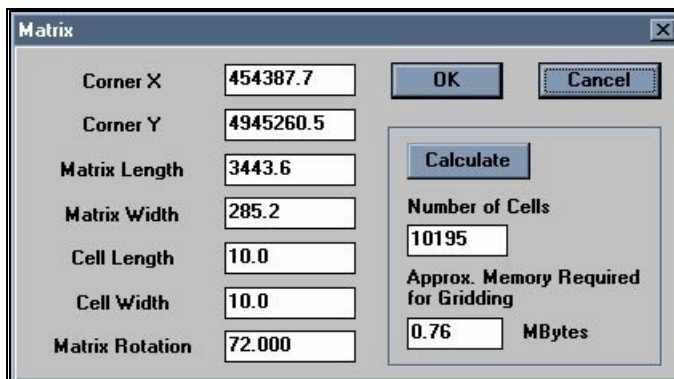 Matrix
Corner X 454387.7
Corner Y 4945260.5
Matrix Length 3443.6
Matrix Width 285.2
Cell Length 10.0
Cell Width 10.0
Matrix Rotation 72.000
OK Cancel
Calculate
Number of Cells
10195
Approx. Memory Required
for Gridding
0.76 MBytes